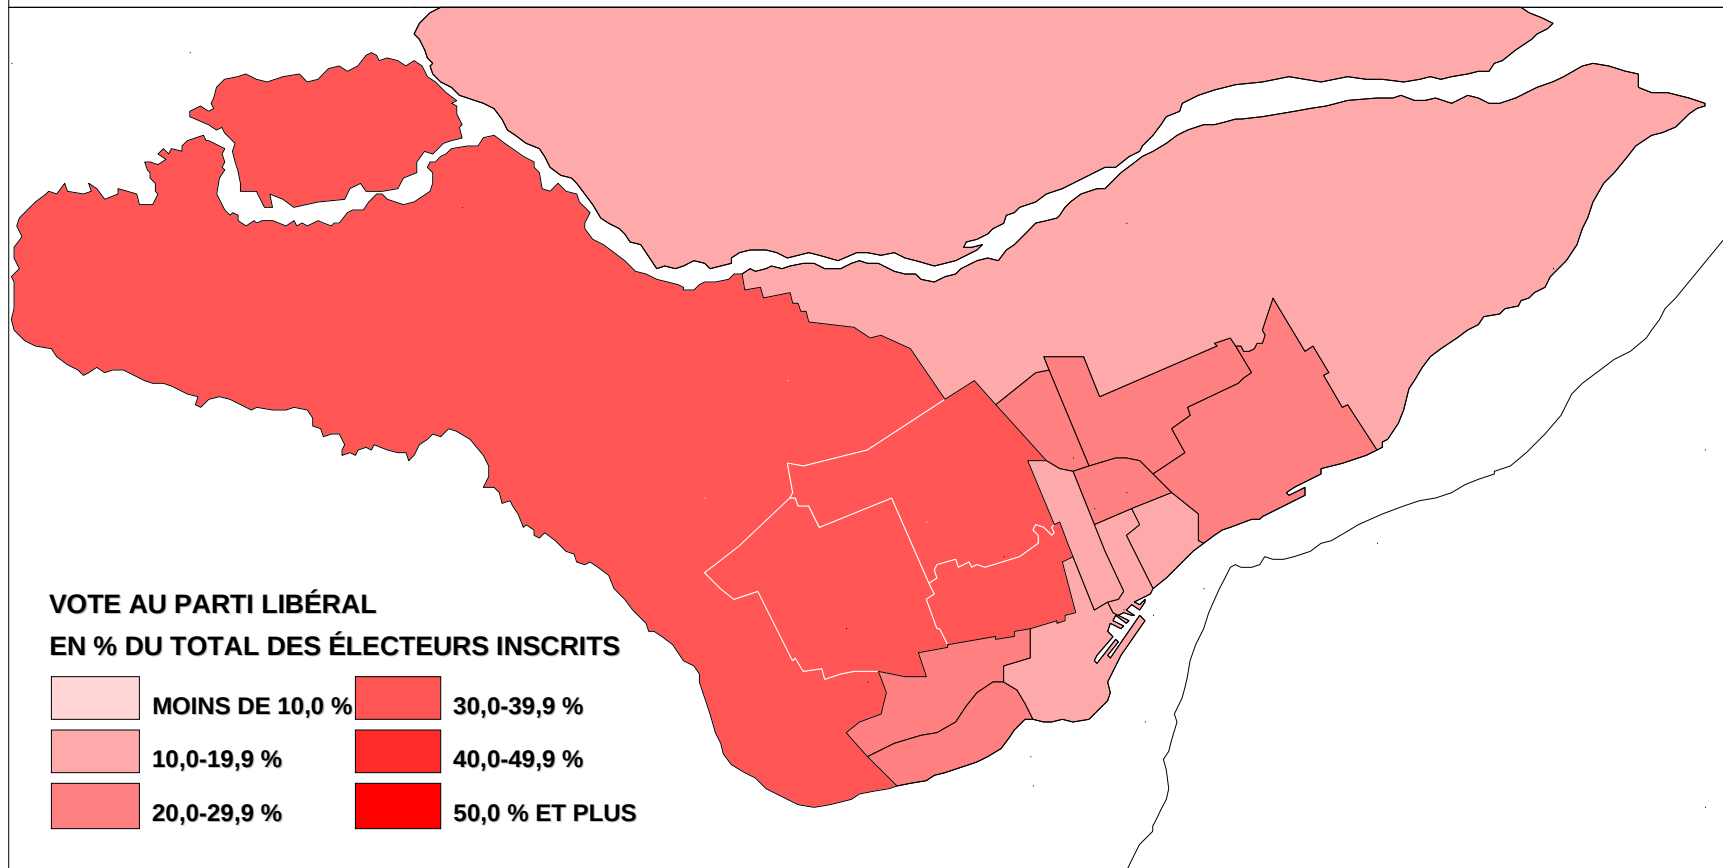 VOTE AU PARTI LIBÉRAL
EN % DU TOTAL DES ÉLECTEURS INSCRITS
MOINS DE 10,0 %
10,0-19,9 %
20,0-29,9 %
30,0-39,9 %
40,0-49,9 %
50,0 % ET PLUS